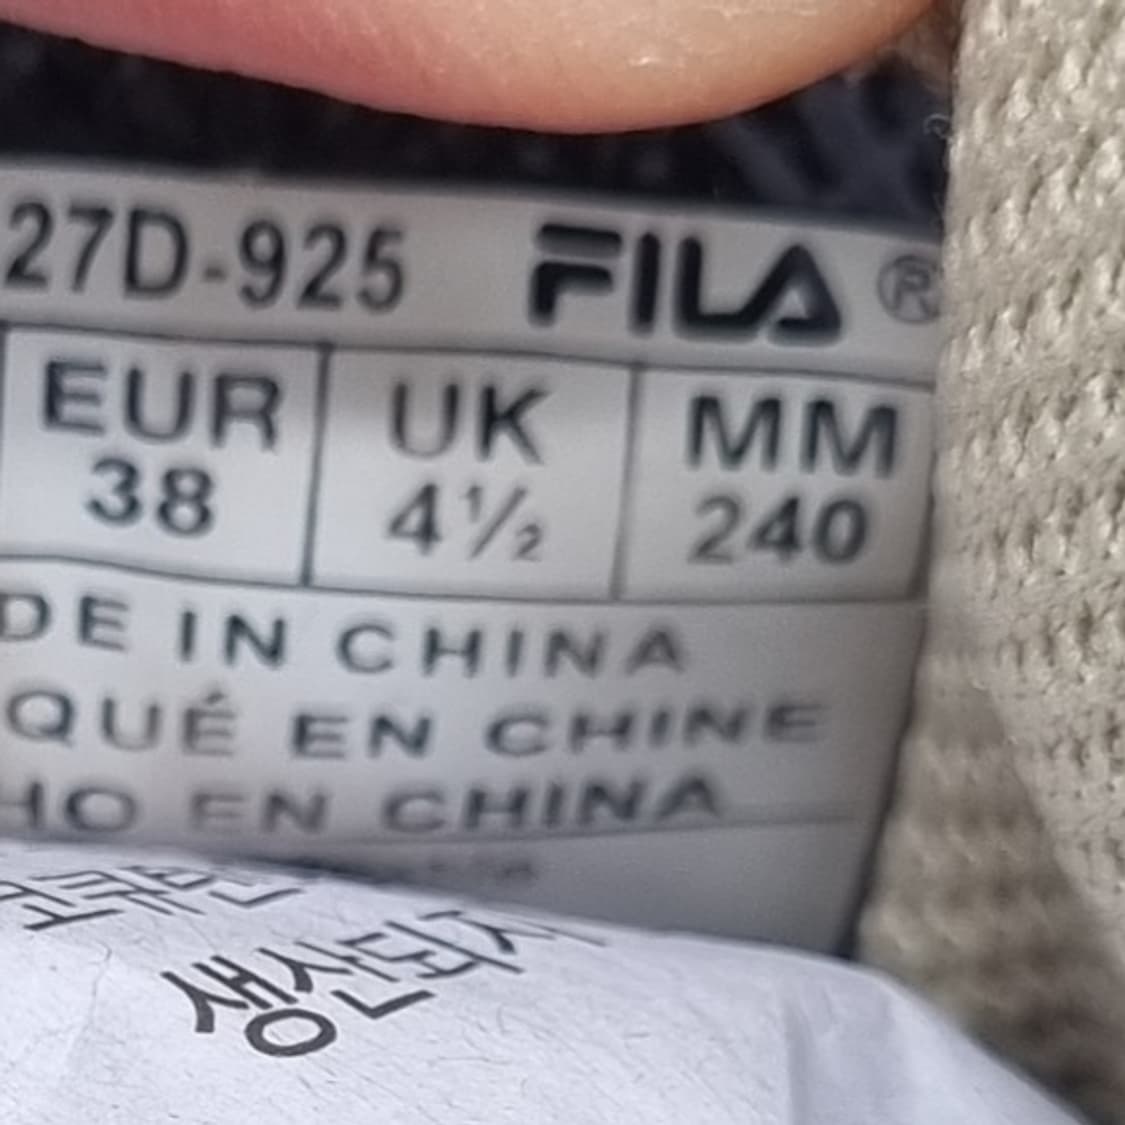 27D-925 FILA®
EUR UK MM
38 4½ 240
DE IN CHINA
QUÉ EN CHINE
HO EN CHINA
생산되지